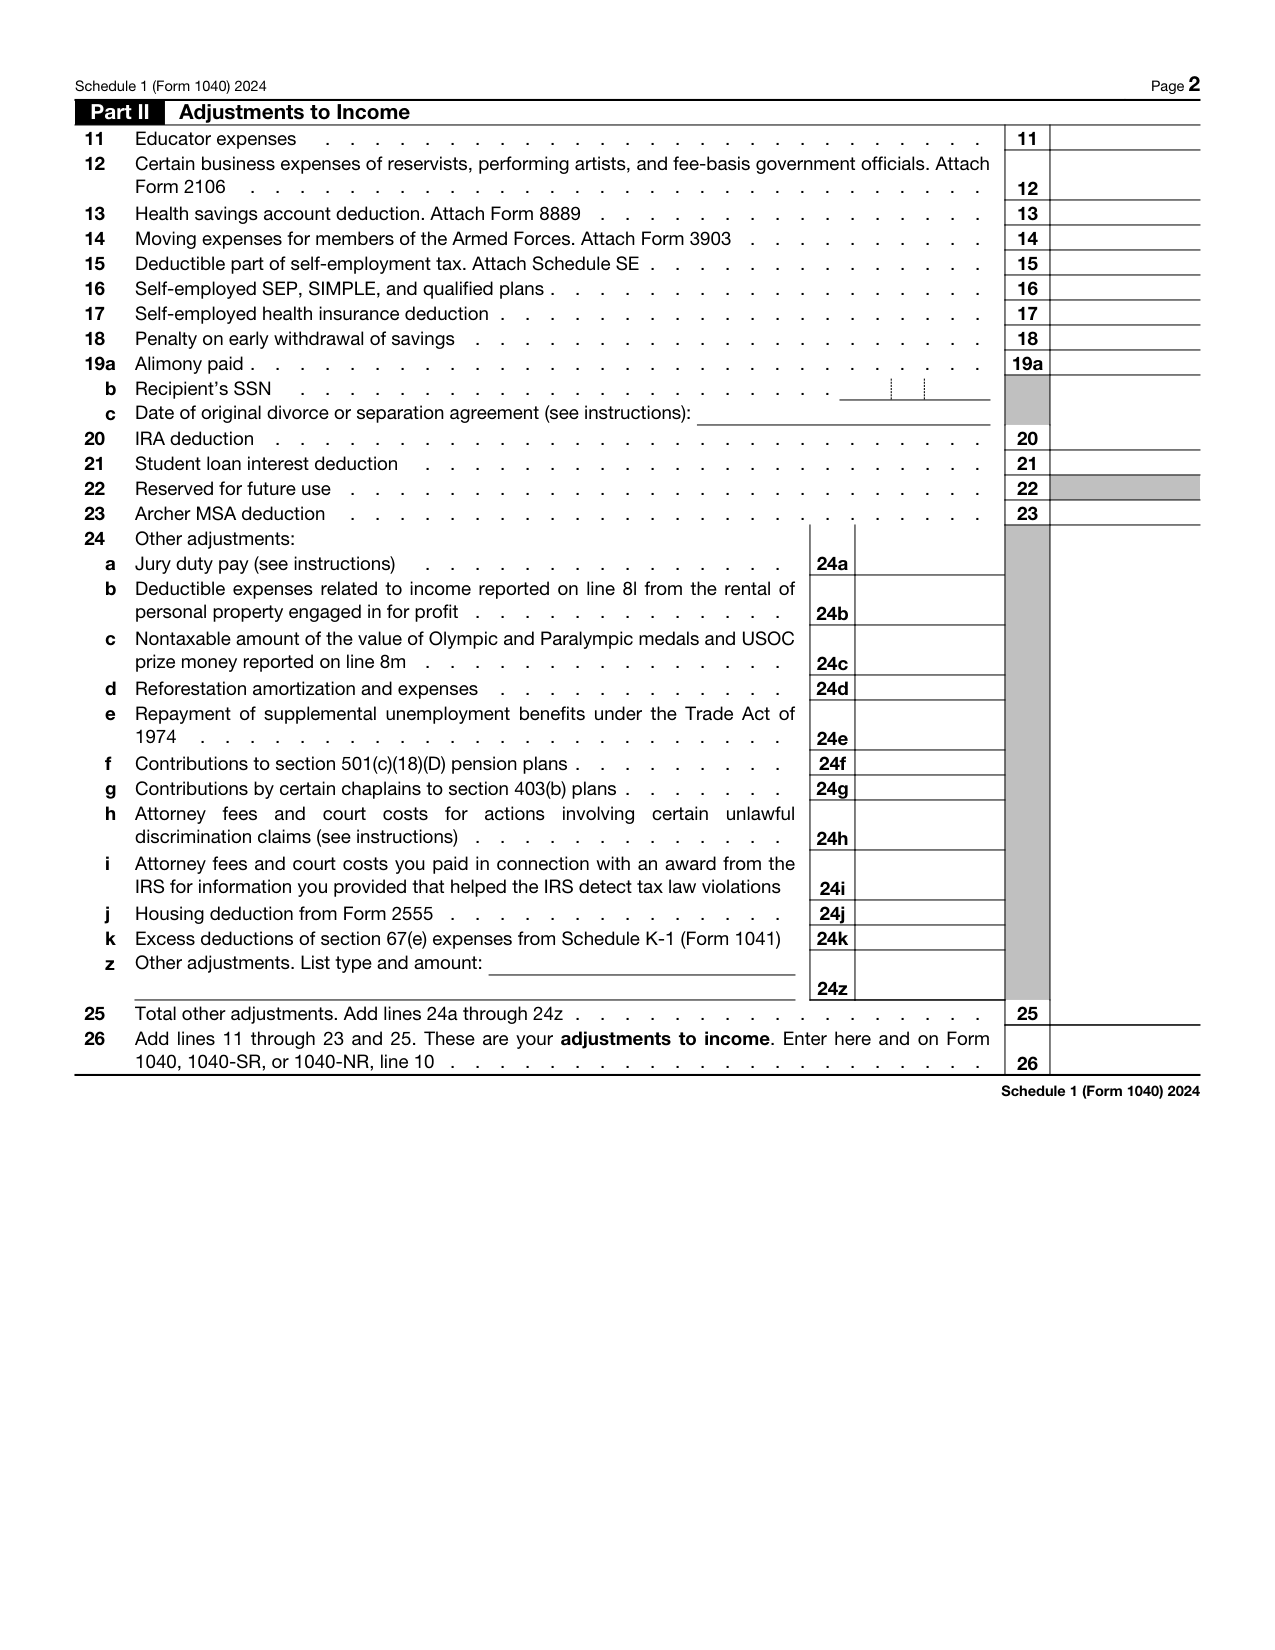 Schedule 1 (Form 1040) 2024 Page 2
Part II Adjustments to Income
11 Educator expenses . . . . . . . . . . . . . . . . . . . . . . . . . . . 11
12 Certain business expenses of reservists, performing artists, and fee-basis government officials. Attach
Form 2106 . . . . . . . . . . . . . . . . . . . . . . . . . . . . . . 12
13 Health savings account deduction. Attach Form 8889 . . . . . . . . . . . . . . . . 13
14 Moving expenses for members of the Armed Forces. Attach Form 3903 . . . . . . . . . . 14
15 Deductible part of self-employment tax. Attach Schedule SE . . . . . . . . . . . . . . 15
16 Self-employed SEP, SIMPLE, and qualified plans . . . . . . . . . . . . . . . . . . 16
17 Self-employed health insurance deduction . . . . . . . . . . . . . . . . . . . . 17
18 Penalty on early withdrawal of savings . . . . . . . . . . . . . . . . . . . . . 18
19a Alimony paid . . . . . . . . . . . . . . . . . . . . . . . . . . . . . . 19a
b Recipient's SSN . . . . . . . . . . . . . . . . . . . . . .
c Date of original divorce or separation agreement (see instructions):
20 IRA deduction . . . . . . . . . . . . . . . . . . . . . . . . . . . . . 20
21 Student loan interest deduction . . . . . . . . . . . . . . . . . . . . . . . 21
22 Reserved for future use . . . . . . . . . . . . . . . . . . . . . . . . . . 22
23 Archer MSA deduction . . . . . . . . . . . . . . . . . . . . . . . . . . 23
24 Other adjustments:
a Jury duty pay (see instructions) . . . . . . . . . . . . . . . 24a
b Deductible expenses related to income reported on line 8l from the rental of
personal property engaged in for profit . . . . . . . . . . . . . 24b
c Nontaxable amount of the value of Olympic and Paralympic medals and USOC
prize money reported on line 8m . . . . . . . . . . . . . . . 24c
d Reforestation amortization and expenses . . . . . . . . . . . . 24d
e Repayment of supplemental unemployment benefits under the Trade Act of
1974 . . . . . . . . . . . . . . . . . . . . . . . . 24e
f Contributions to section 501(c)(18)(D) pension plans . . . . . . . . . 24f
g Contributions by certain chaplains to section 403(b) plans . . . . . . . 24g
h Attorney fees and court costs for actions involving certain unlawful
discrimination claims (see instructions) . . . . . . . . . . . . . 24h
i Attorney fees and court costs you paid in connection with an award from the
IRS for information you provided that helped the IRS detect tax law violations 24i
j Housing deduction from Form 2555 . . . . . . . . . . . . . . 24j
k Excess deductions of section 67(e) expenses from Schedule K-1 (Form 1041) 24k
z Other adjustments. List type and amount:
24z
25 Total other adjustments. Add lines 24a through 24z . . . . . . . . . . . . . . . . . 25
26 Add lines 11 through 23 and 25. These are your adjustments to income. Enter here and on Form
1040, 1040-SR, or 1040-NR, line 10 . . . . . . . . . . . . . . . . . . . . . . 26
Schedule 1 (Form 1040) 2024